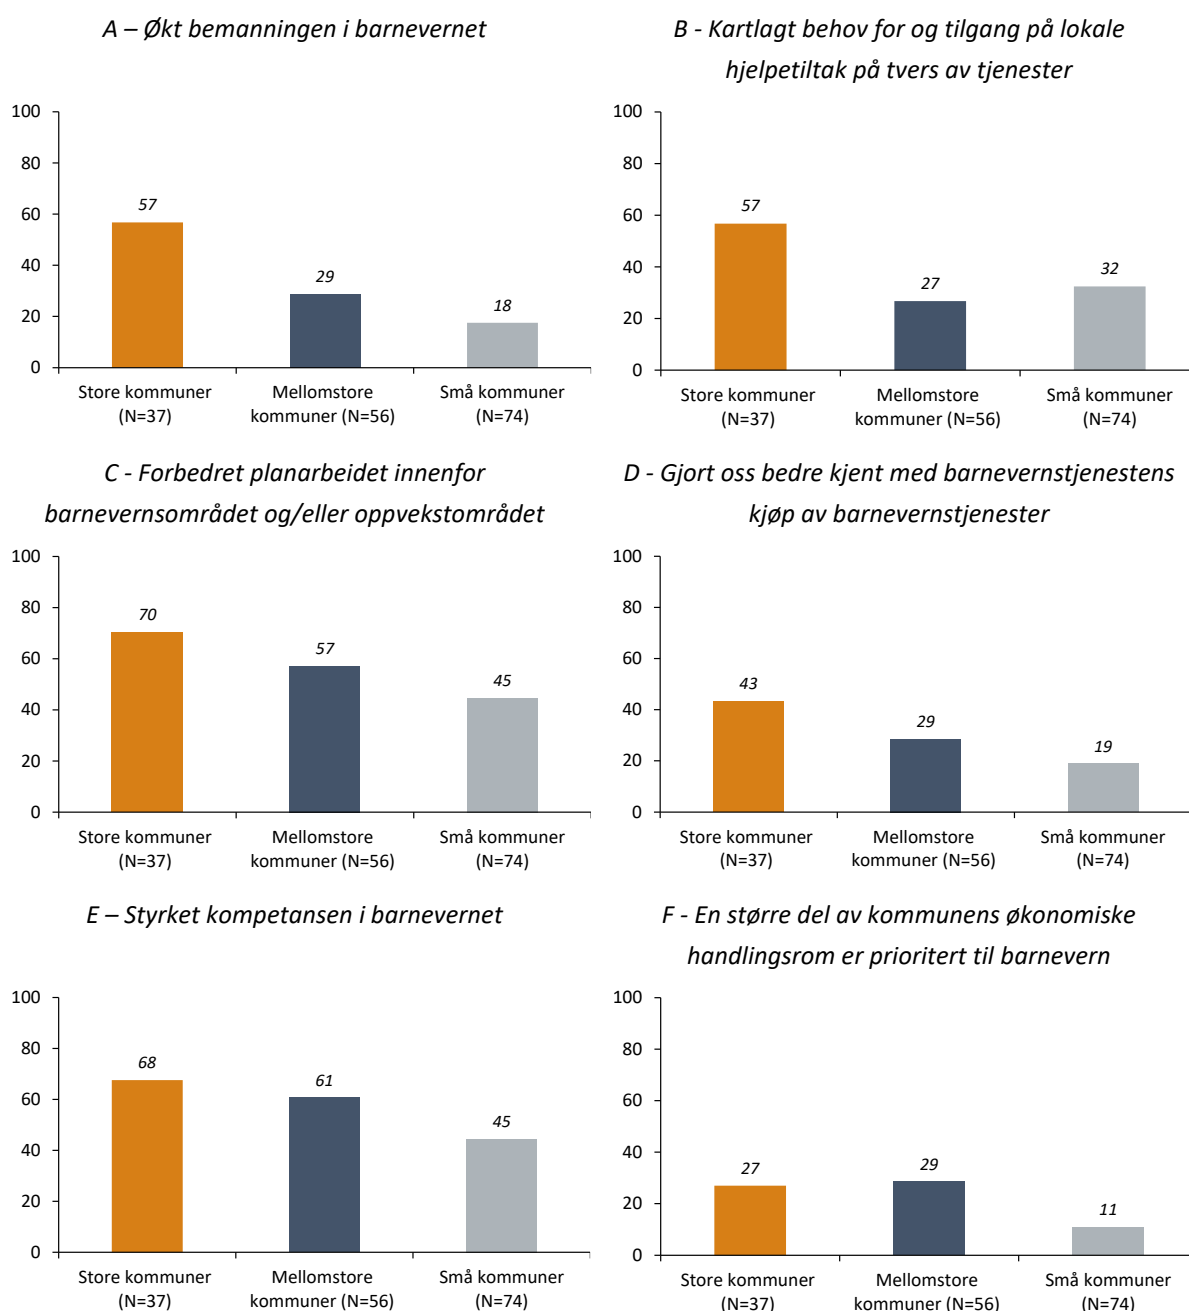 A – Økt bemanningen i barnevernet
100
80
60
40
20
0
57
29
18
Store kommuner
(N=37)
Mellomstore
kommuner (N=56)
Små kommuner
(N=74)
B - Kartlagt behov for og tilgang på lokale
hjelpetiltak på tvers av tjenester
100
80
60
40
20
0
57
27
32
Store kommuner
(N=37)
Mellomstore
kommuner (N=56)
Små kommuner
(N=74)
C - Forbedret planarbeidet innenfor
barnevernsområdet og/eller oppvekstområdet
100
80
60
40
20
0
70
57
45
Store kommuner
(N=37)
Mellomstore
kommuner (N=56)
Små kommuner
(N=74)
D - Gjort oss bedre kjent med barnevernstjenestens
kjøp av barnevernstjenester
100
80
60
40
20
0
43
29
19
Store kommuner
(N=37)
Mellomstore
kommuner (N=56)
Små kommuner
(N=74)
E – Styrket kompetansen i barnevernet
100
80
60
40
20
0
68
61
45
Store kommuner
(N=37)
Mellomstore
kommuner (N=56)
Små kommuner
(N=74)
F - En større del av kommunens økonomiske
handlingsrom er prioritert til barnevern
100
80
60
40
20
0
27
29
11
Store kommuner
(N=37)
Mellomstore
kommuner (N=56)
Små kommuner
(N=74)